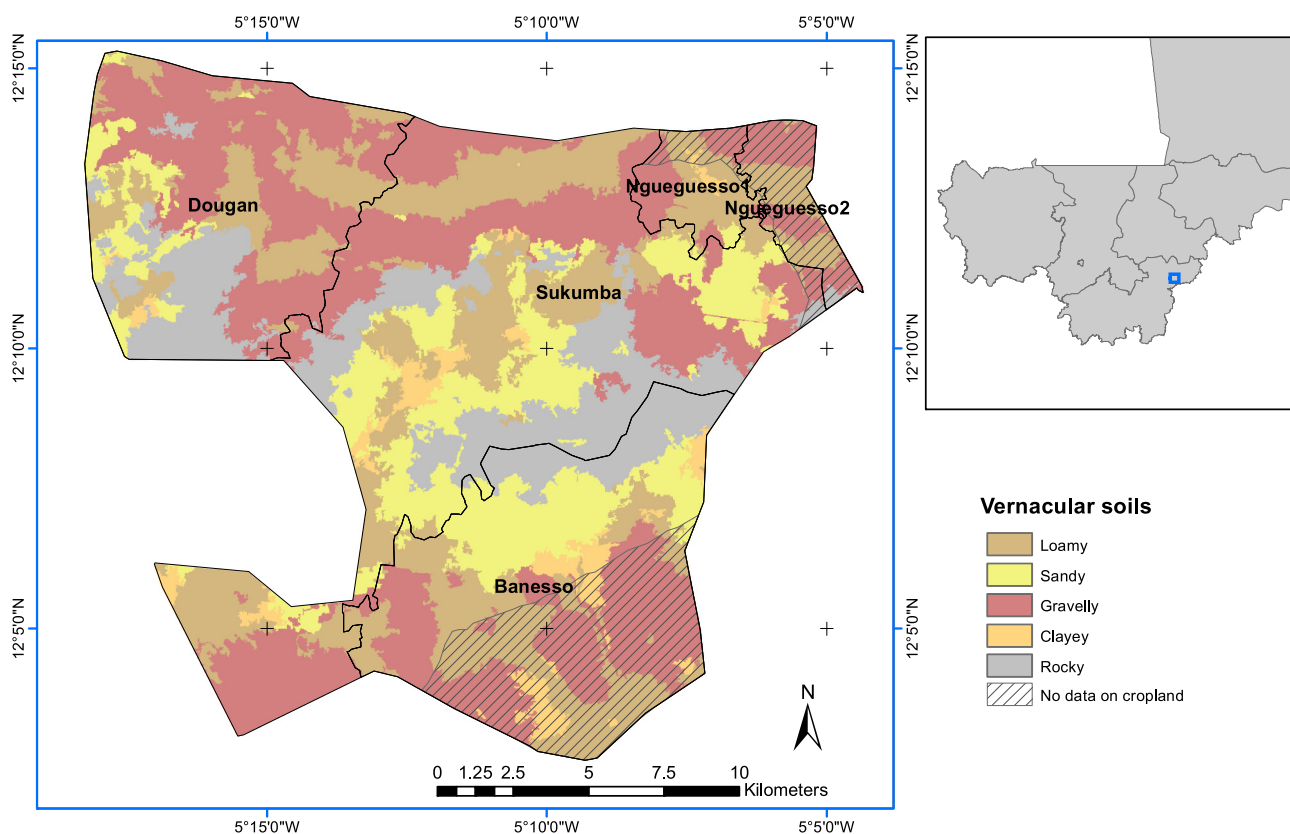 5°15'0"W
5°10'0"W
5°5'0"W
12°15'0"N
12°15'0"N
Dougan
Ngueguesso1
Ngueguesso2
Sukumba
12°10'0"N
12°10'0"N
Banesso
12°5'0"N
12°5'0"N
N
0 1.25 2.5 5 7.5 10
Kilometers
5°15'0"W
5°10'0"W
5°5'0"W
Vernacular soils
Loamy
Sandy
Gravelly
Clayey
Rocky
No data on cropland